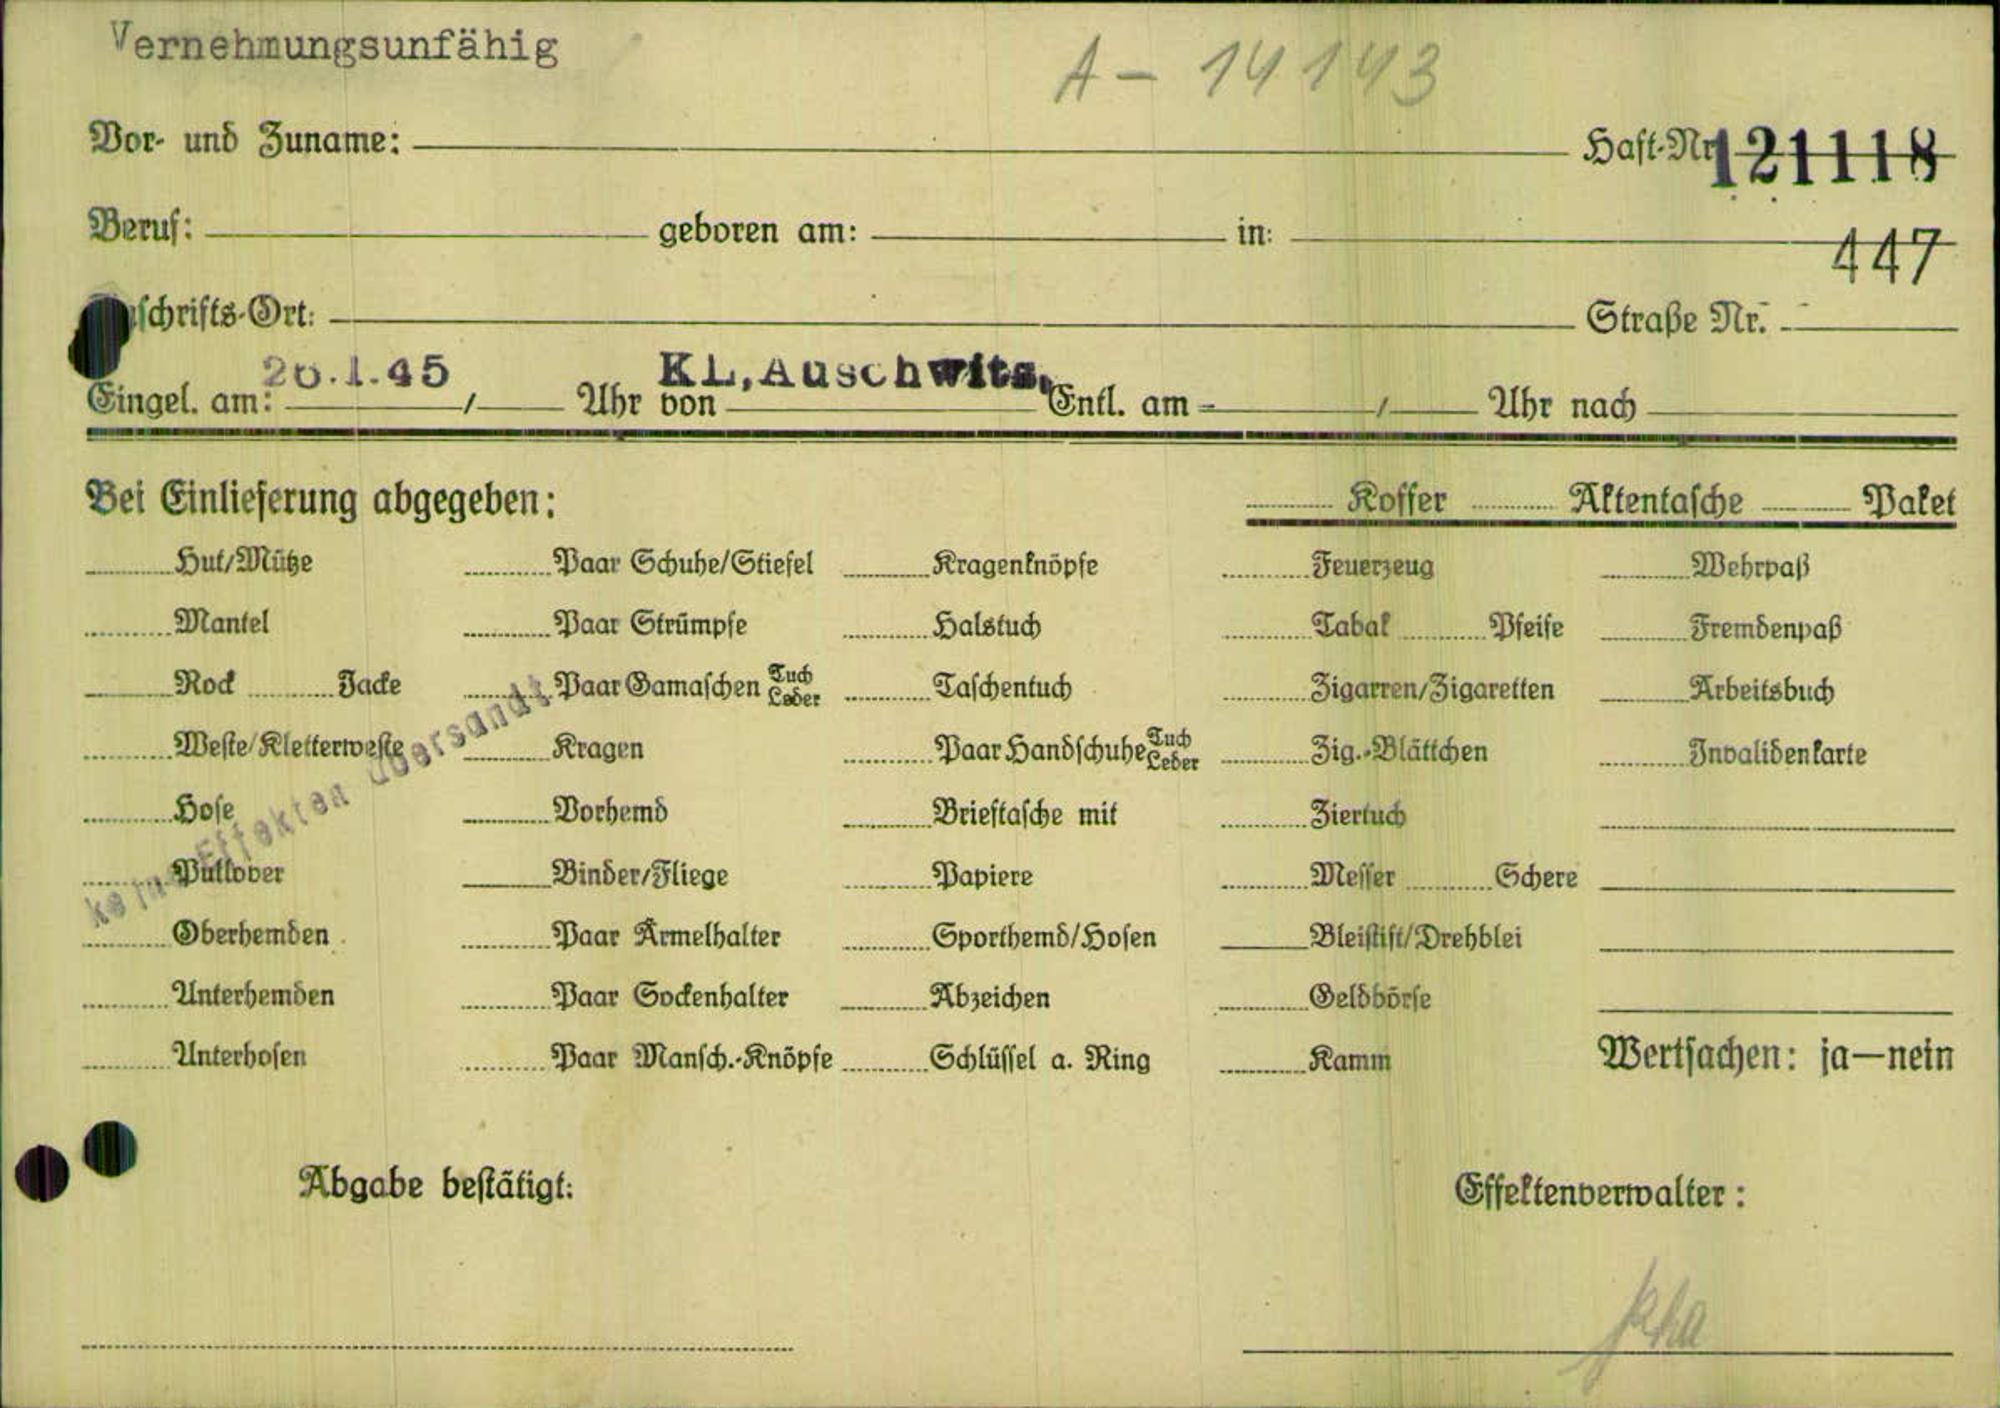 Vernehmungsunfähig
A - 14143
Vor- und Zuname: Haft-Nr. 121118
Beruf: geboren am: in: 447
schrifts-Ort: Straße Nr.
26.1.45 KL, Auschwits.
Eingel. am: / Uhr von Entl. am / Uhr nach
Bei Einlieferung abgegeben: Koffer Aktentasche Paket
Hut/Mütze Paar Schuhe/Stiefel Kragenknöpfe Feuerzeug Wehrpaß
Mantel Paar Strümpfe Halstuch Tabak Pfeife Fremdenpaß
Rock Jacke Paar Gamaschen Tuch Leder Taschentuch Zigarren/Zigaretten Arbeitsbuch
Weste/Kletterweste Kragen Paar Handschuhe Tuch Leder Zig.-Blättchen Invalidenkarte
Hose Vorhemd Brieftasche mit Ziertuch
Pullover Binder/Fliege Papiere Messer Schere
Oberhemden Paar Ärmelhalter Sporthemd/Hosen Bleistift/Drehblei
Unterhemden Paar Sockenhalter Abzeichen Geldbörse
Unterhosen Paar Mansch.-Knöpfe Schlüssel a. Ring Kamm Wertsachen: ja—nein
keine Effekten übersandt
Abgabe bestätigt: Effektenverwalter: